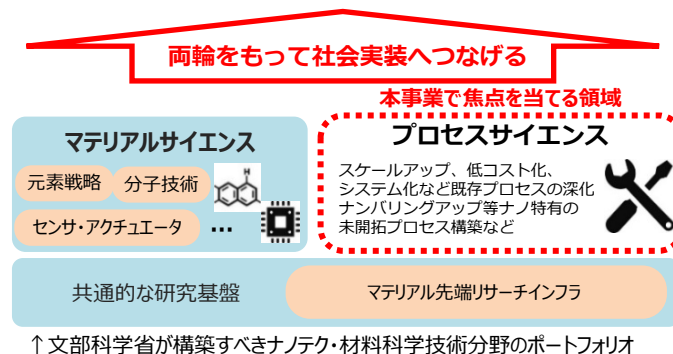 両輪をもって社会実装へつなげる
本事業で焦点を当てる領域
マテリアルサイエンス
元素戦略
分子技術
センサ・アクチュエータ
…
H
プロセスサイエンス
スケールアップ、低コスト化、
システム化など既存プロセスの深化
ナンバリングアップ等ナノ特有の
未開拓プロセス構築など
共通的な研究基盤
マテリアル先端リサーチインフラ
↑文部科学省が構築すべきナノテク・材料科学技術分野のポートフォリオ